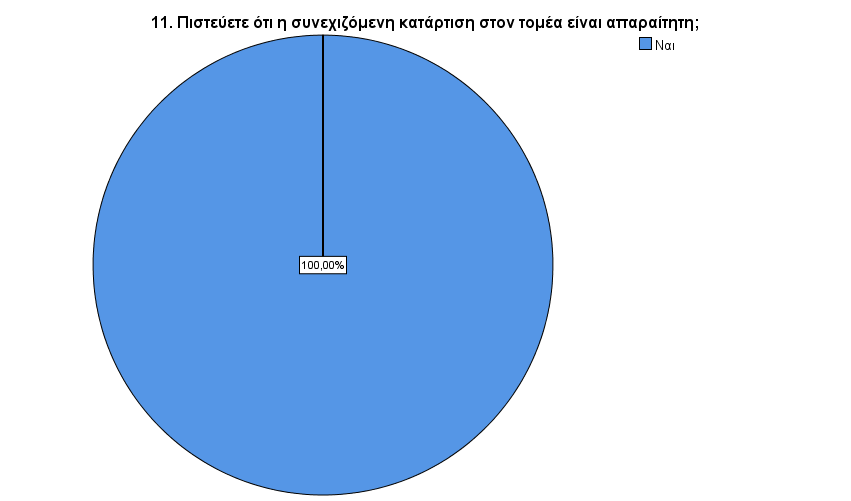 11. Πιστεύετε ότι η συνεχιζόμενη κατάρτιση στον τομέα είναι απαραίτητη;
Ναι
100,00%